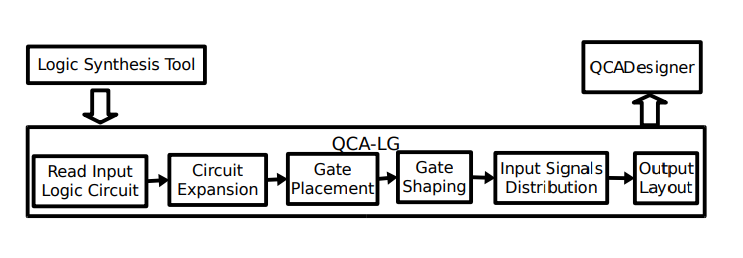 Logic Synthesis Tool
QCADesigner
QCA-LG
Read Input
Logic Circuit
Circuit
Expansion
Gate
Placement
Gate
Shaping
Input Signals
Distribution
Output
Layout